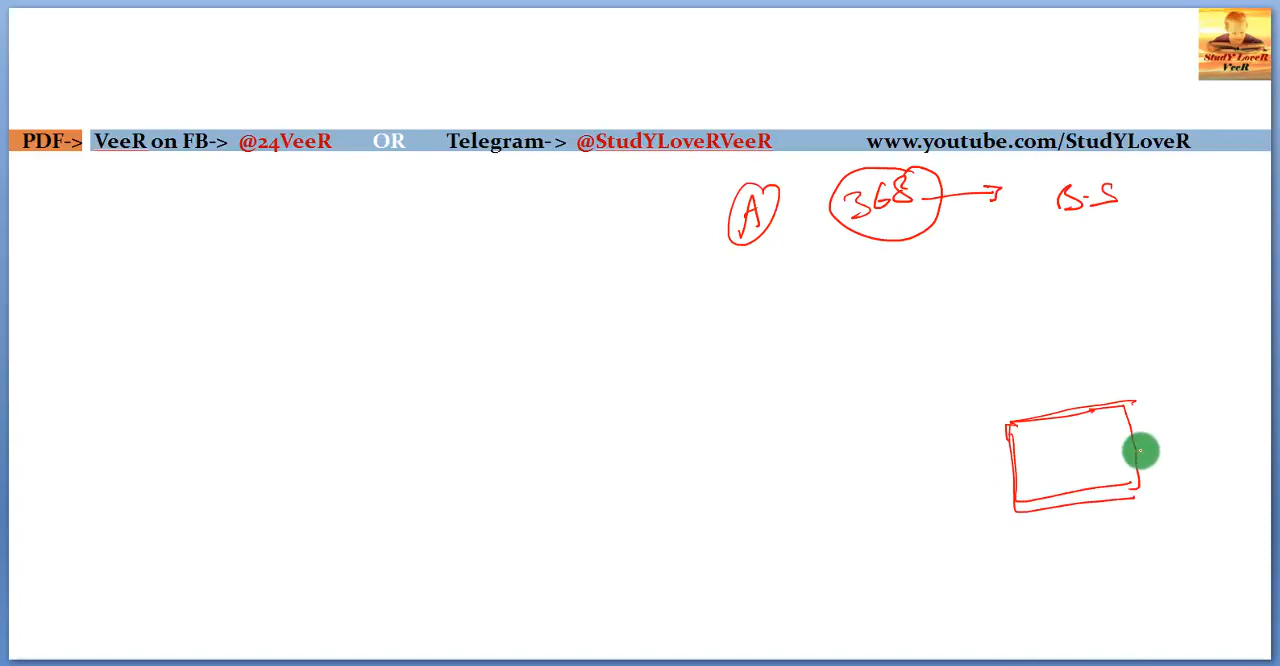 StudY LoveR
VeeR
PDF-> VeeR on FB-> @24VeeR OR Telegram-> @StudYLoveRVeeR www.youtube.com/StudYLoveR
A 368 → B-S